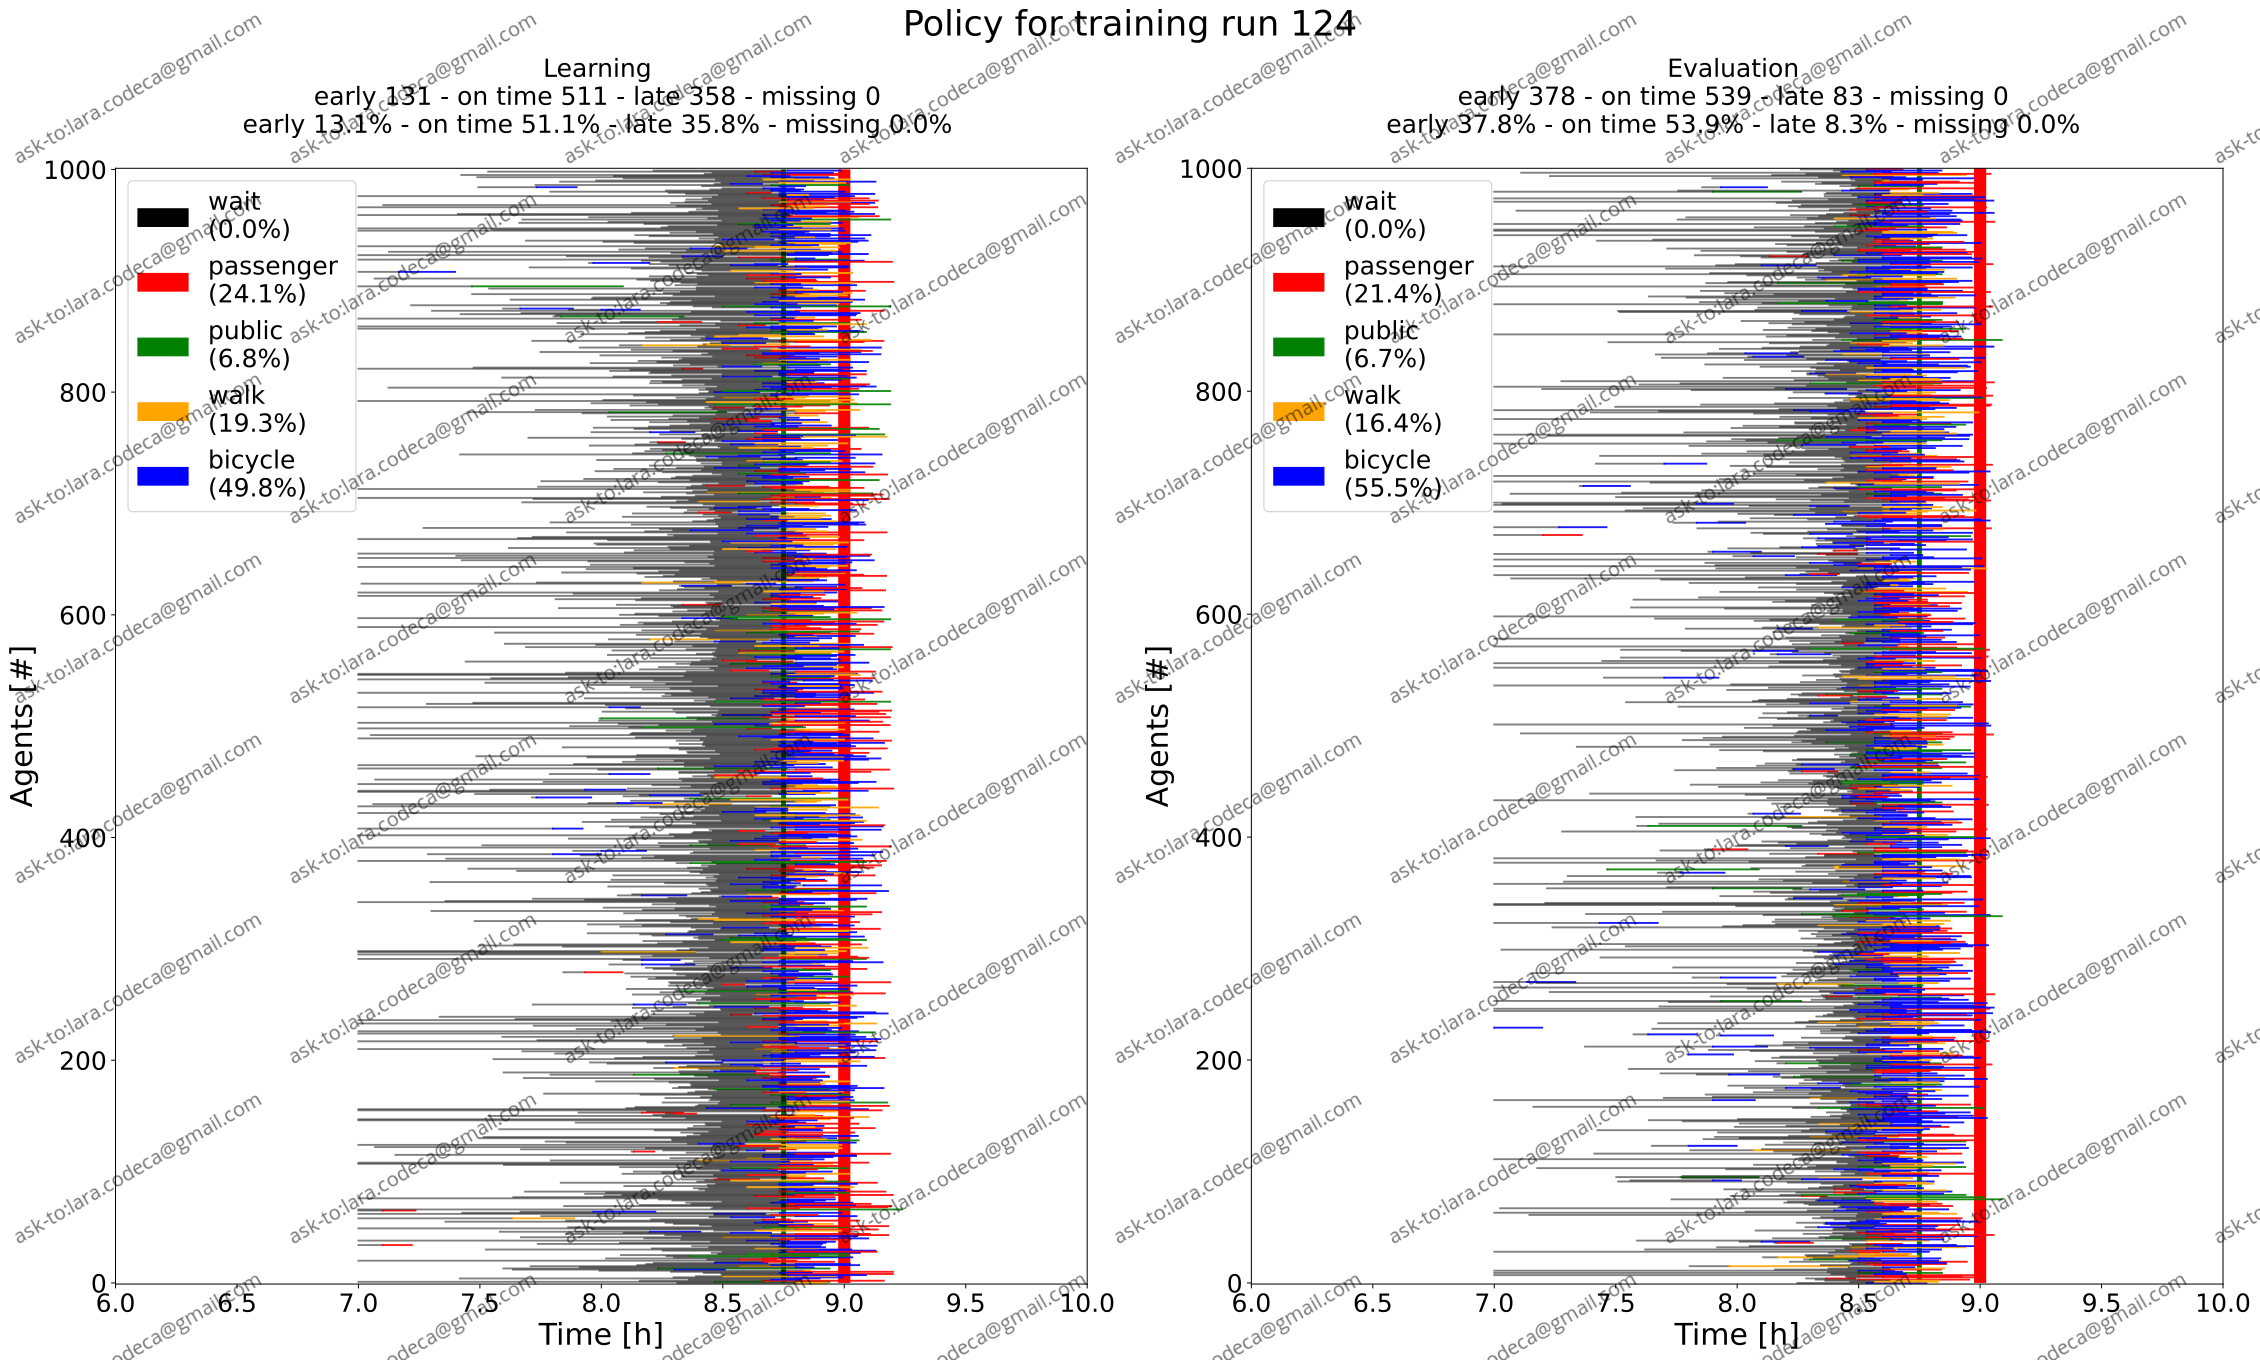 Policy for training run 124
Learning
early 131 - on time 511 - late 358 - missing 0
early 13.1% - on time 51.1% - late 35.8% - missing 0.0%
1000
800
600
400
200
0
Agents [#]
wait
(0.0%)
passenger
(24.1%)
public
(6.8%)
walk
(19.3%)
bicycle
(49.8%)
6.0 6.5 7.0 7.5 8.0 8.5 9.0 9.5 10.0
Time [h]
Evaluation
early 378 - on time 539 - late 83 - missing 0
early 37.8% - on time 53.9% - late 8.3% - missing 0.0%
1000
800
600
400
200
0
Agents [#]
wait
(0.0%)
passenger
(21.4%)
public
(6.7%)
walk
(16.4%)
bicycle
(55.5%)
6.0 6.5 7.0 7.5 8.0 8.5 9.0 9.5 10.0
Time [h]
ask-to:lara.codeca@gmail.com